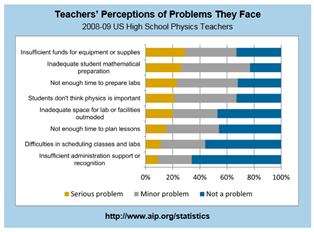 Teachers' Perceptions of Problems They Face
2008-09 US High School Physics Teachers
Insufficient funds for equipment or supplies
Inadequate student mathematical
preparation
Not enough time to prepare labs
Students don't think physics is important
Inadequate space for lab or facilities
outmoded
Not enough time to plan lessons
Difficulties in scheduling classes and labs
Insufficient administration support or
recognition
0% 20% 40% 60% 80% 100%
Serious problem Minor problem Not a problem
http://www.aip.org/statistics